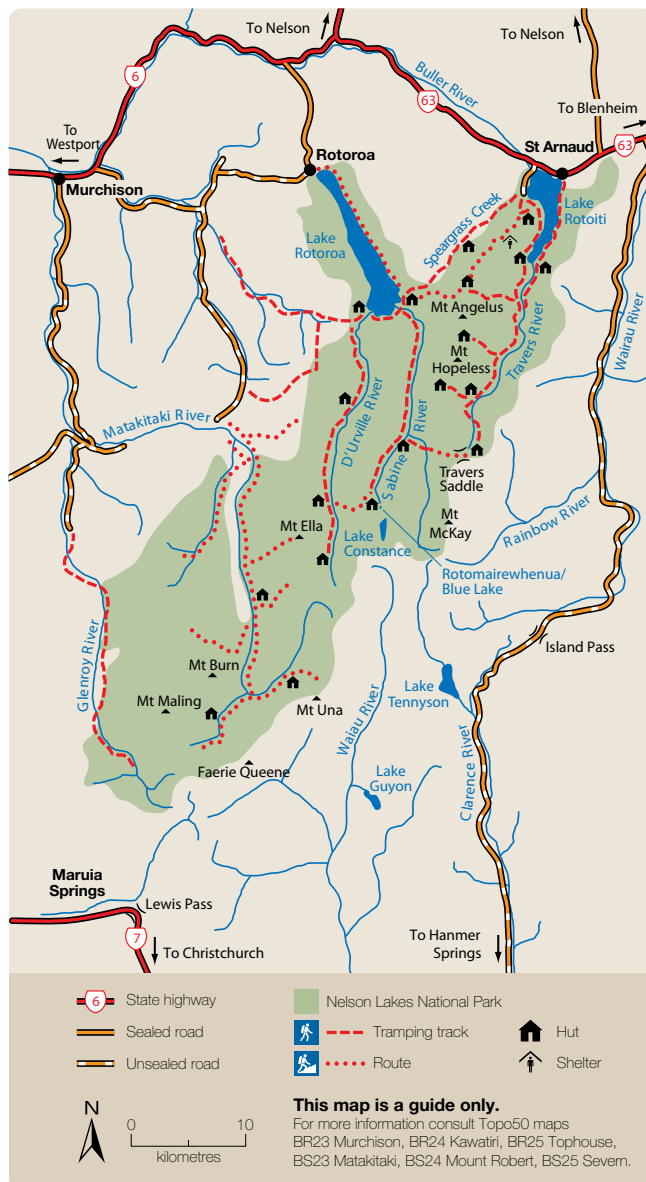 To Nelson
To Nelson
6
Buller River
63
To Blenheim
To
Westport
St Arnaud
63
Rotoroa
Murchison
Lake
Rotoiti
Speargrass Creek
Lake
Rotoroa
Wairau River
Mt Angelus
Travers River
Mt
Hopeless
Matakitaki River
D'Urville River
Sabine River
Travers
Saddle
Mt Ella
Mt
McKay
Lake
Constance
Rainbow River
Rotomairewhenua/
Blue Lake
Glenroy River
Island Pass
Mt Burn
Lake
Tennyson
Mt Maling
Mt Una
Waiau River
Clarence River
Faerie Queene
Lake
Guyon
Maruia
Springs
Lewis Pass
To Hanmer
Springs
7
To Christchurch
6 State highway
Nelson Lakes National Park
Sealed road
Tramping track
Hut
Unsealed road
Route
Shelter
N
0 10
kilometres
This map is a guide only.
For more information consult Topo50 maps
BR23 Murchison, BR24 Kawatiri, BR25 Tophouse,
BS23 Matakitaki, BS24 Mount Robert, BS25 Severn.